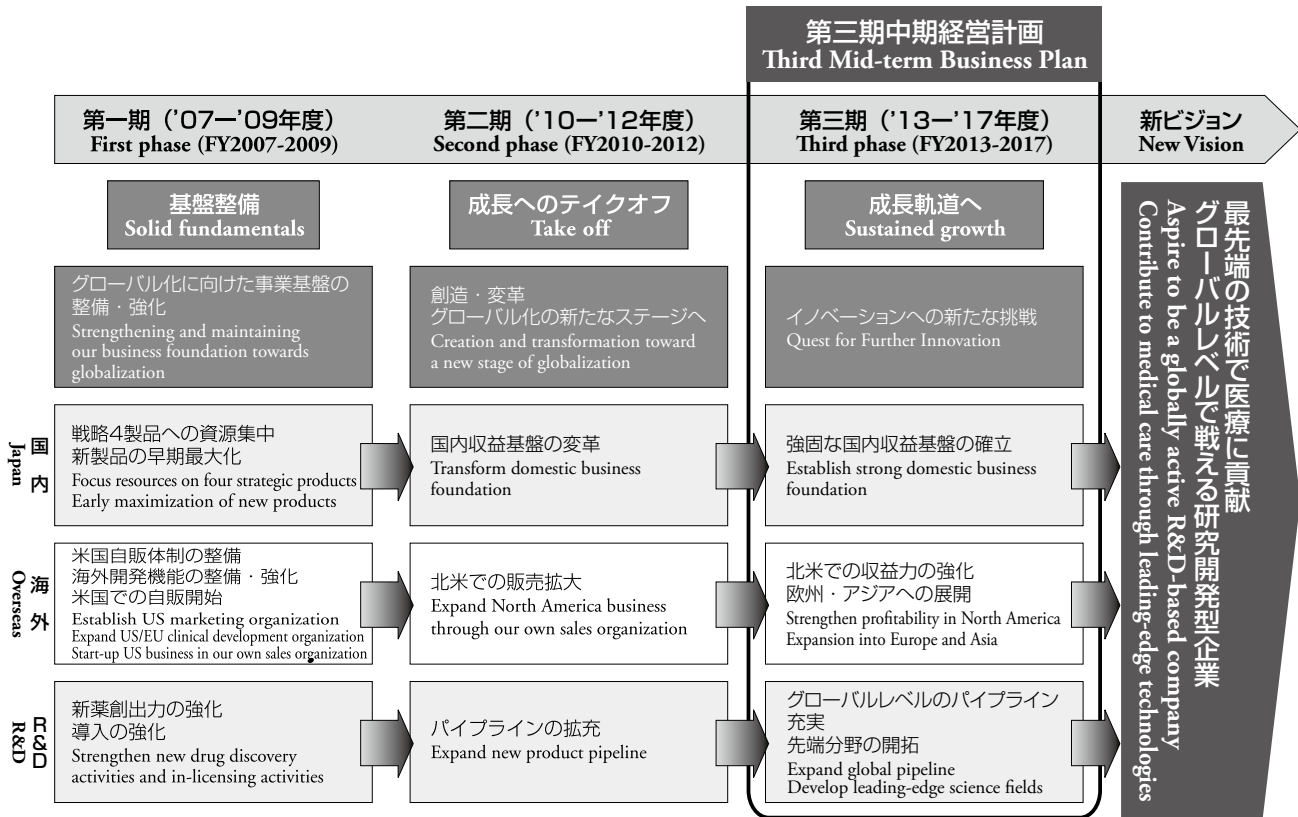 第三期中期経営計画
Third Mid-term Business Plan
第一期（’07ー’09年度）
First phase (FY2007-2009)
第二期（’10ー’12年度）
Second phase (FY2010-2012)
第三期（’13ー’17年度）
Third phase (FY2013-2017)
新ビジョン
New Vision
基盤整備
Solid fundamentals
成長へのテイクオフ
Take off
成長軌道へ
Sustained growth
グローバル化に向けた事業基盤の
整備・強化
Strengthening and maintaining
our business foundation towards
globalization
創造・変革
グローバル化の新たなステージへ
Creation and transformation toward
a new stage of globalization
イノベーションへの新たな挑戦
Quest for Further Innovation
国内
Japan
戦略4製品への資源集中
新製品の早期最大化
Focus resources on four strategic products
Early maximization of new products
国内収益基盤の変革
Transform domestic business
foundation
強固な国内収益基盤の確立
Establish strong domestic business
foundation
海外
Overseas
米国自販体制の整備
海外開発機能の整備・強化
米国での自販開始
Establish US marketing organization
Expand US/EU clinical development organization
Start-up US business in our own sales organization
北米での販売拡大
Expand North America business
through our own sales organization
北米での収益力の強化
欧州・アジアへの展開
Strengthen profitability in North America
Expansion into Europe and Asia
R&D
R&D
新薬創出力の強化
導入の強化
Strengthen new drug discovery
activities and in-licensing activities
パイプラインの拡充
Expand new product pipeline
グローバルレベルのパイプライン
充実
先端分野の開拓
Expand global pipeline
Develop leading-edge science fields
最先端の技術で医療に貢献
グローバルレベルで戦える研究開発型企業
Aspire to be a globally active R&D-based company
Contribute to medical care through leading-edge technologies